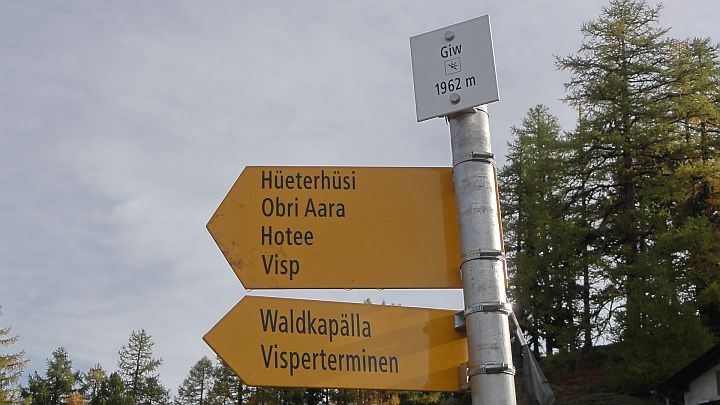 Giw
1962 m
Hüeterhüsi
Obri Aara
Hotee
Visp
Waldkapälla
Visperterminen